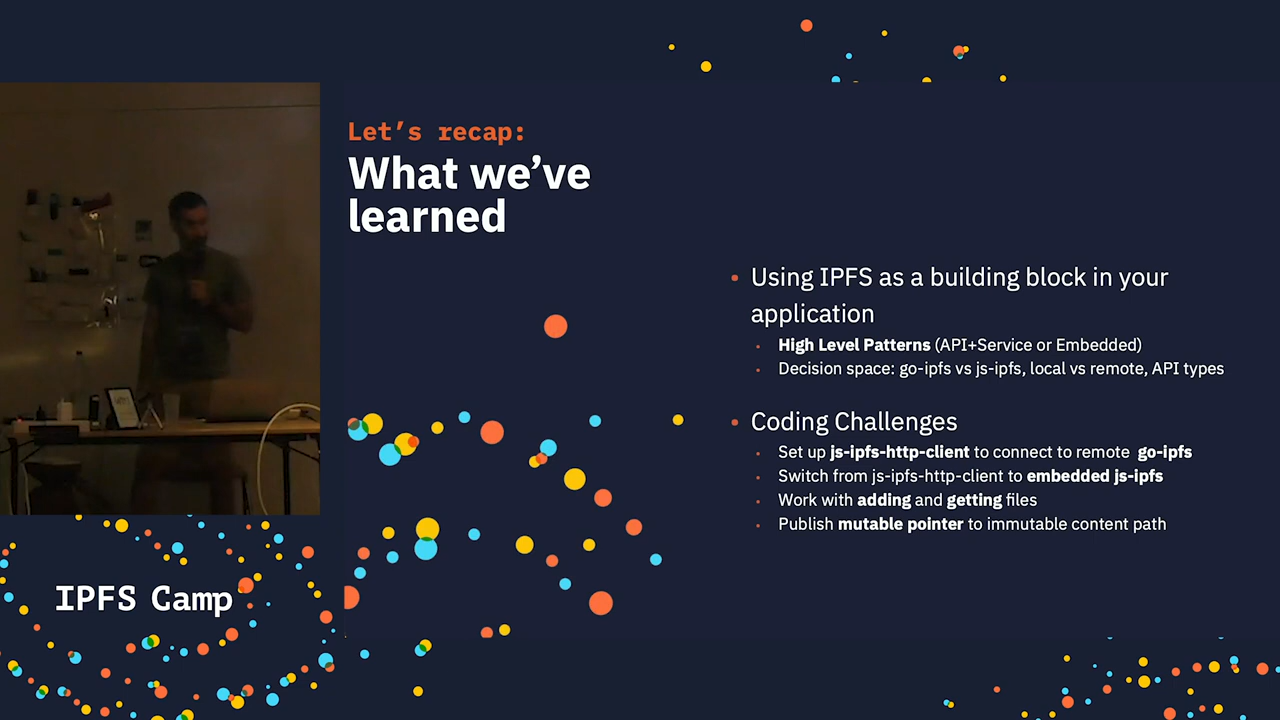 Let's recap:
What we've
learned
• Using IPFS as a building block in your
application
• High Level Patterns (API+Service or Embedded)
• Decision space: go-ipfs vs js-ipfs, local vs remote, API types
• Coding Challenges
• Set up js-ipfs-http-client to connect to remote go-ipfs
• Switch from js-ipfs-http-client to embedded js-ipfs
• Work with adding and getting files
• Publish mutable pointer to immutable content path
IPFS Camp